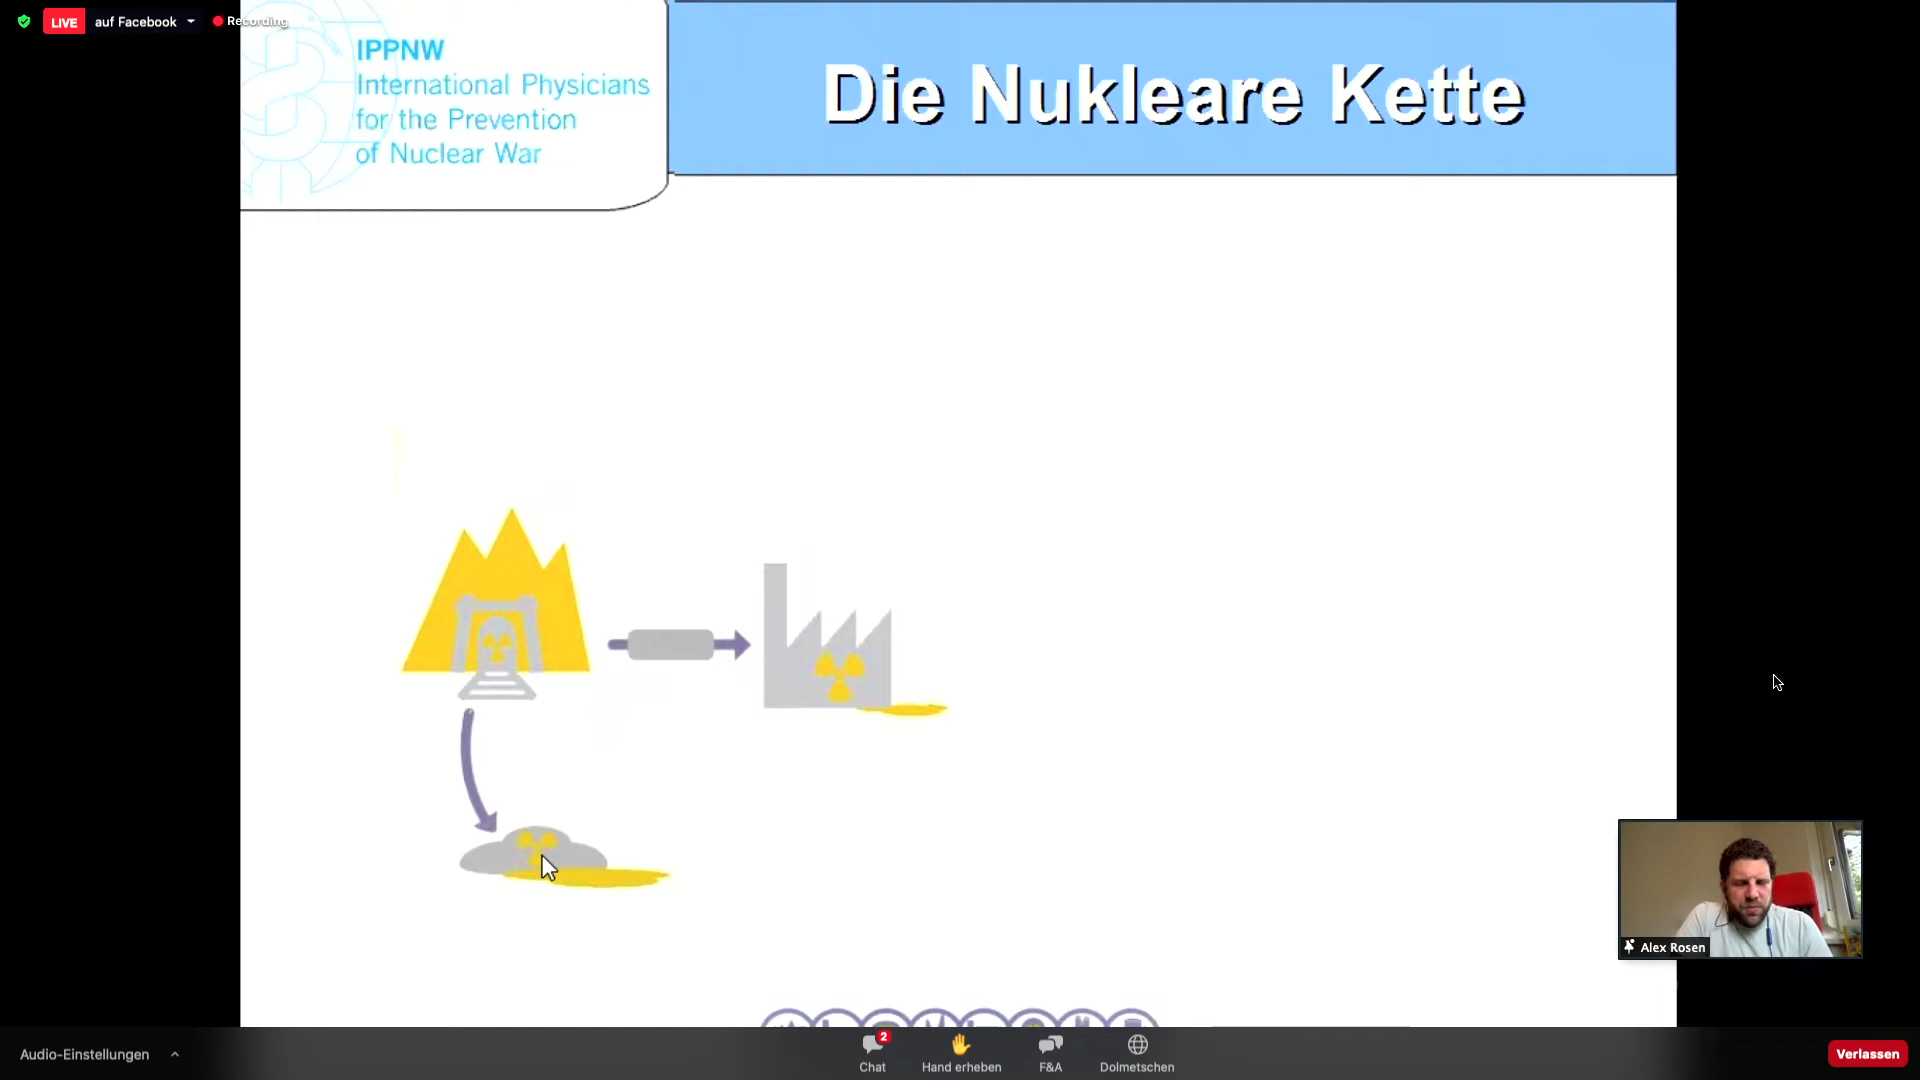 LIVE auf Facebook Recording
IPPNW
International Physicians
for the Prevention
of Nuclear War
Die Nukleare Kette
Alex Rosen
Audio-Einstellungen
2
Chat
Hand erheben
F&A
Dolmetschen
Verlassen